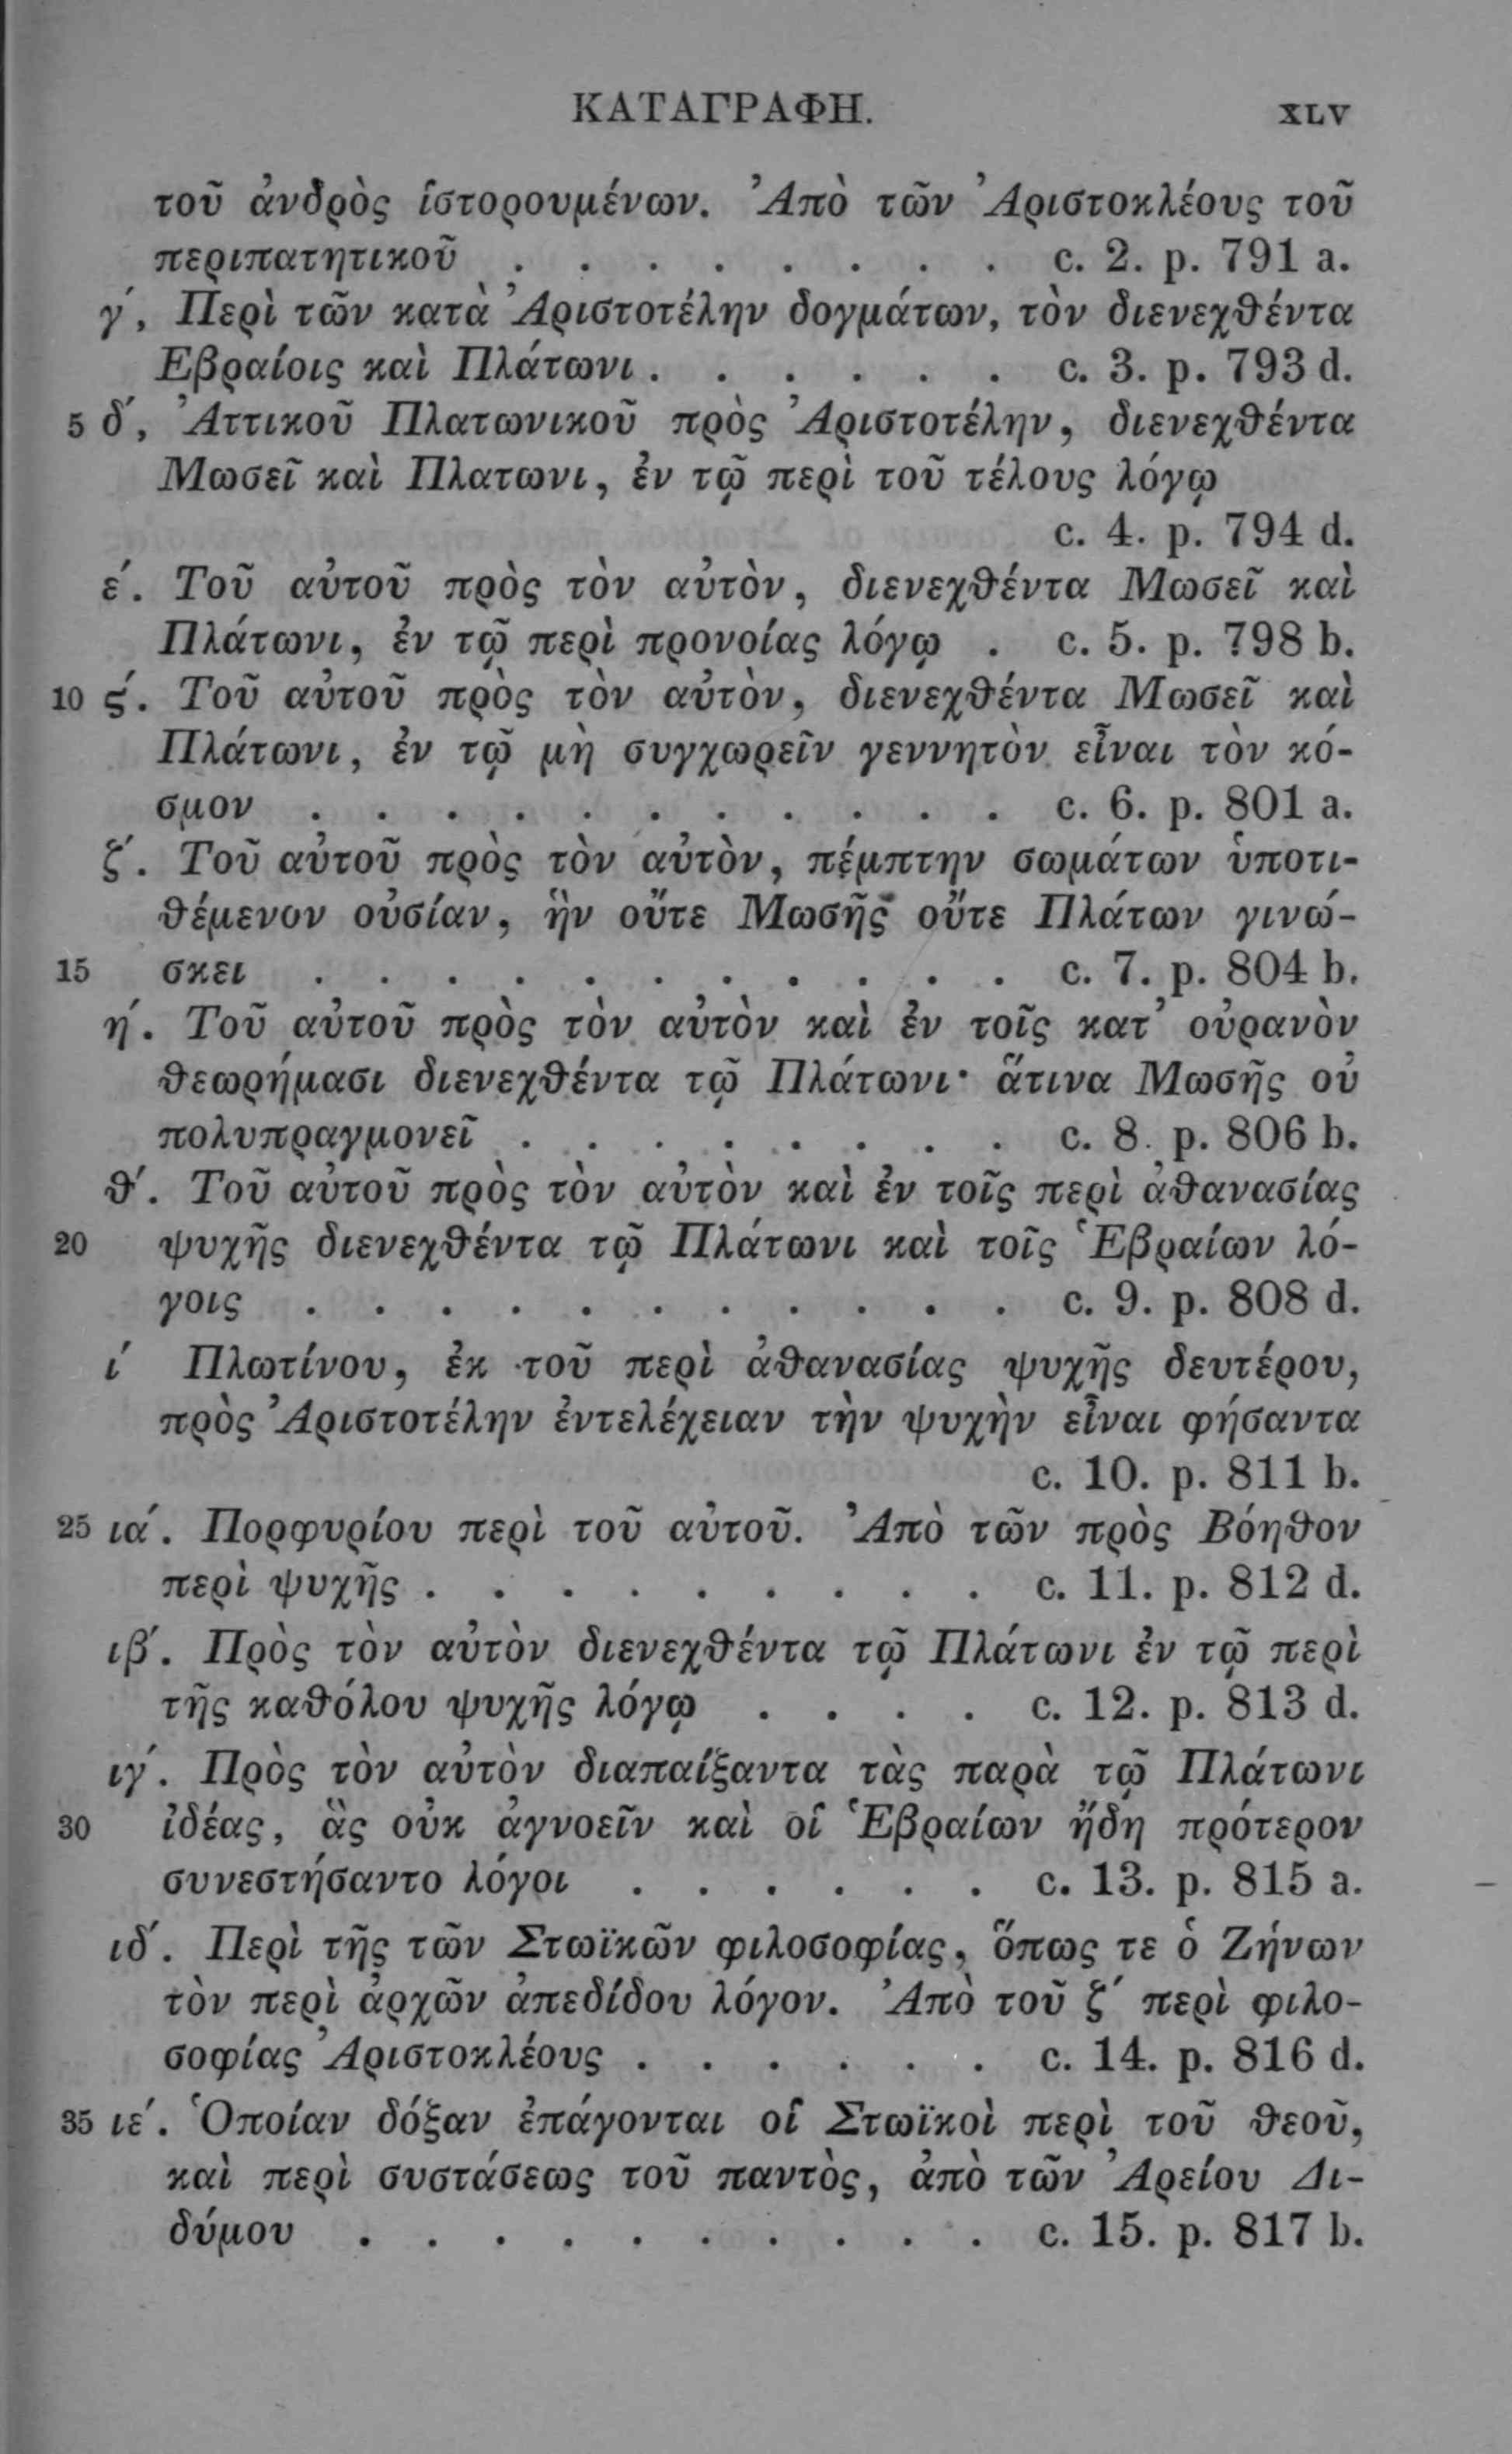 ΚΑΤΑΓΡΑΦΗ. XLV
τοῦ ἀνδρὸς ἱστορουμένων. Ἀπὸ τῶν Ἀριστοκλέους τοῦ
περιπατητικοῦ . . . . . . . . c. 2. p. 791 a.
γ΄, Περὶ τῶν κατὰ Ἀριστοτέλην δογμάτων, τὸν διενεχθέντα
Εβραίοις καὶ Πλάτωνι . . . . . . c. 3. p. 793 d.
5 δ΄, Ἀττικοῦ Πλατωνικοῦ πρὸς Ἀριστοτέλην, διενεχθέντα
Μωσεῖ καὶ Πλατωνι, ἐν τῷ περὶ τοῦ τέλους λόγῳ
c. 4. p. 794 d.
ε΄. Τοῦ αὐτοῦ πρὸς τὸν αὐτὸν, διενεχθέντα Μωσεῖ καὶ
Πλάτωνι, ἐν τῷ περὶ προνοίας λόγῳ . c. 5. p. 798 b.
10 ϛ΄. Τοῦ αὐτοῦ πρὸς τὸν αὐτὸν, διενεχθέντα Μωσεῖ καὶ
Πλάτωνι, ἐν τῷ μὴ συγχωρεῖν γεννητὸν εἶναι τὸν κό-
σμον . . . . . . . . . . . c. 6. p. 801 a.
ζ΄. Τοῦ αὐτοῦ πρὸς τὸν αὐτὸν, πέμπτην σωμάτων ὑποτι-
θέμενον οὐσίαν, ἣν οὔτε Μωσῆς οὔτε Πλάτων γινώ-
15 σκει . . . . . . . . . . . c. 7. p. 804 b.
η΄. Τοῦ αὐτοῦ πρὸς τὸν αὐτὸν καὶ ἐν τοῖς κατ᾽ οὐρανὸν
θεωρήμασι διενεχθέντα τῷ Πλάτωνι· ἅτινα Μωσῆς οὐ
πολυπραγμονεῖ . . . . . . . . c. 8. p. 806 b.
θ΄. Τοῦ αὐτοῦ πρὸς τὸν αὐτὸν καὶ ἐν τοῖς περὶ ἀθανασίας
20 ψυχῆς διενεχθέντα τῷ Πλάτωνι καὶ τοῖς Ἑβραίων λό-
γοις . . . . . . . . . . . c. 9. p. 808 d.
ι΄ Πλωτίνου, ἐκ τοῦ περὶ ἀθανασίας ψυχῆς δευτέρου,
πρὸς Ἀριστοτέλην ἐντελέχειαν τὴν ψυχὴν εἶναι φήσαντα
c. 10. p. 811 b.
25 ια΄. Πορφυρίου περὶ τοῦ αὐτοῦ. Ἀπὸ τῶν πρὸς Βόηθον
περὶ ψυχῆς . . . . . . . . . c. 11. p. 812 d.
ιβ΄. Πρὸς τὸν αὐτὸν διενεχθέντα τῷ Πλάτωνι ἐν τῷ περὶ
τῆς καθόλου ψυχῆς λόγῳ . . . . c. 12. p. 813 d.
ιγ΄. Πρὸς τὸν αὐτὸν διαπαίξαντα τὰς παρὰ τῷ Πλάτωνι
30 ἰδέας, ἃς οὐκ ἀγνοεῖν καὶ οἱ Ἑβραίων ἤδη πρότερον
συνεστήσαντο λόγοι . . . . . . c. 13. p. 815 a.
ιδ΄. Περὶ τῆς τῶν Στωϊκῶν φιλοσοφίας, ὅπως τε ὁ Ζήνων
τὸν περὶ ἀρχῶν ἀπεδίδου λόγον. Ἀπὸ τοῦ ζ΄ περὶ φιλο-
σοφίας Ἀριστοκλέους . . . . . . c. 14. p. 816 d.
35 ιε΄. Ὁποίαν δόξαν ἐπάγονται οἱ Στωϊκοὶ περὶ τοῦ θεοῦ,
καὶ περὶ συστάσεως τοῦ παντὸς, ἀπὸ τῶν Ἀρείου Δι-
δύμου . . . . . . . . . . c. 15. p. 817 b.